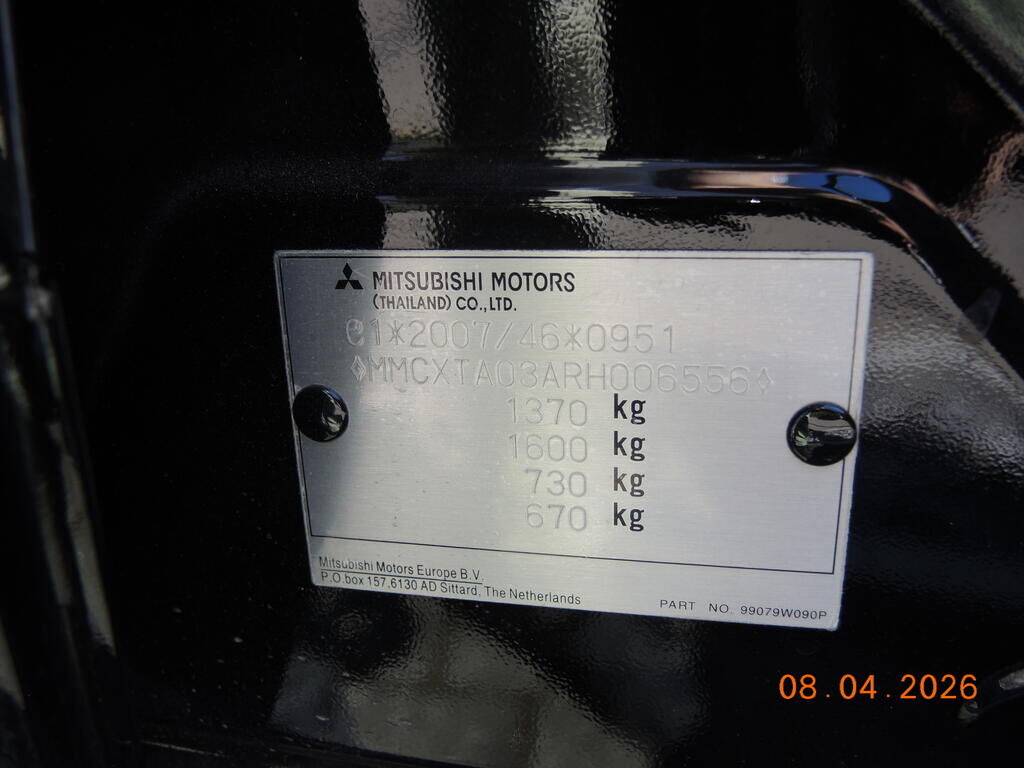 MITSUBISHI MOTORS
(THAILAND) CO.,LTD.
e1*2007/46*0951
◊MMCXTA03ARH006556◊
1370 kg
1600 kg
730 kg
670 kg
Mitsubishi Motors Europe B.V.
P.O.box 157,6130 AD Sittard, The Netherlands
PART NO. 99079W090P
08.04.2026